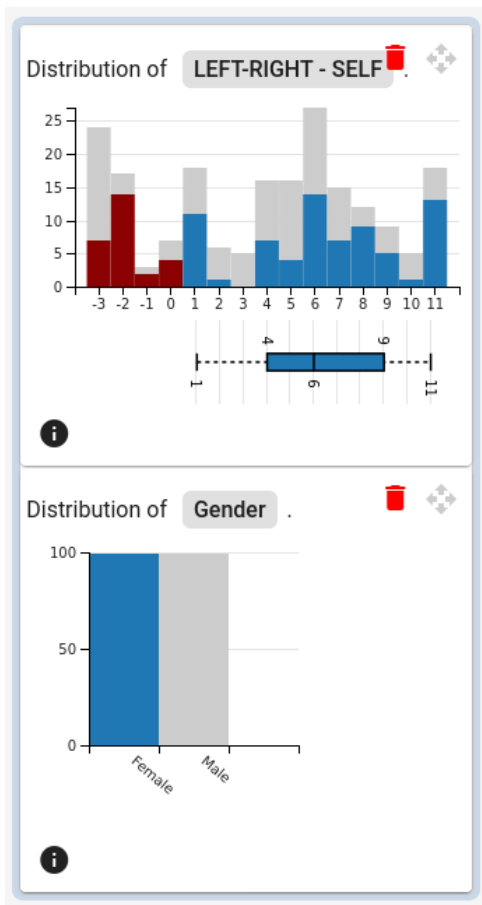 Distribution of LEFT-RIGHT - SELF .
25
20
15
10
5
0
-3 -2 -1 0 1 2 3 4 5 6 7 8 9 10 11
4 9
1 6 11
i
Distribution of Gender .
100
50
0
Female Male
i